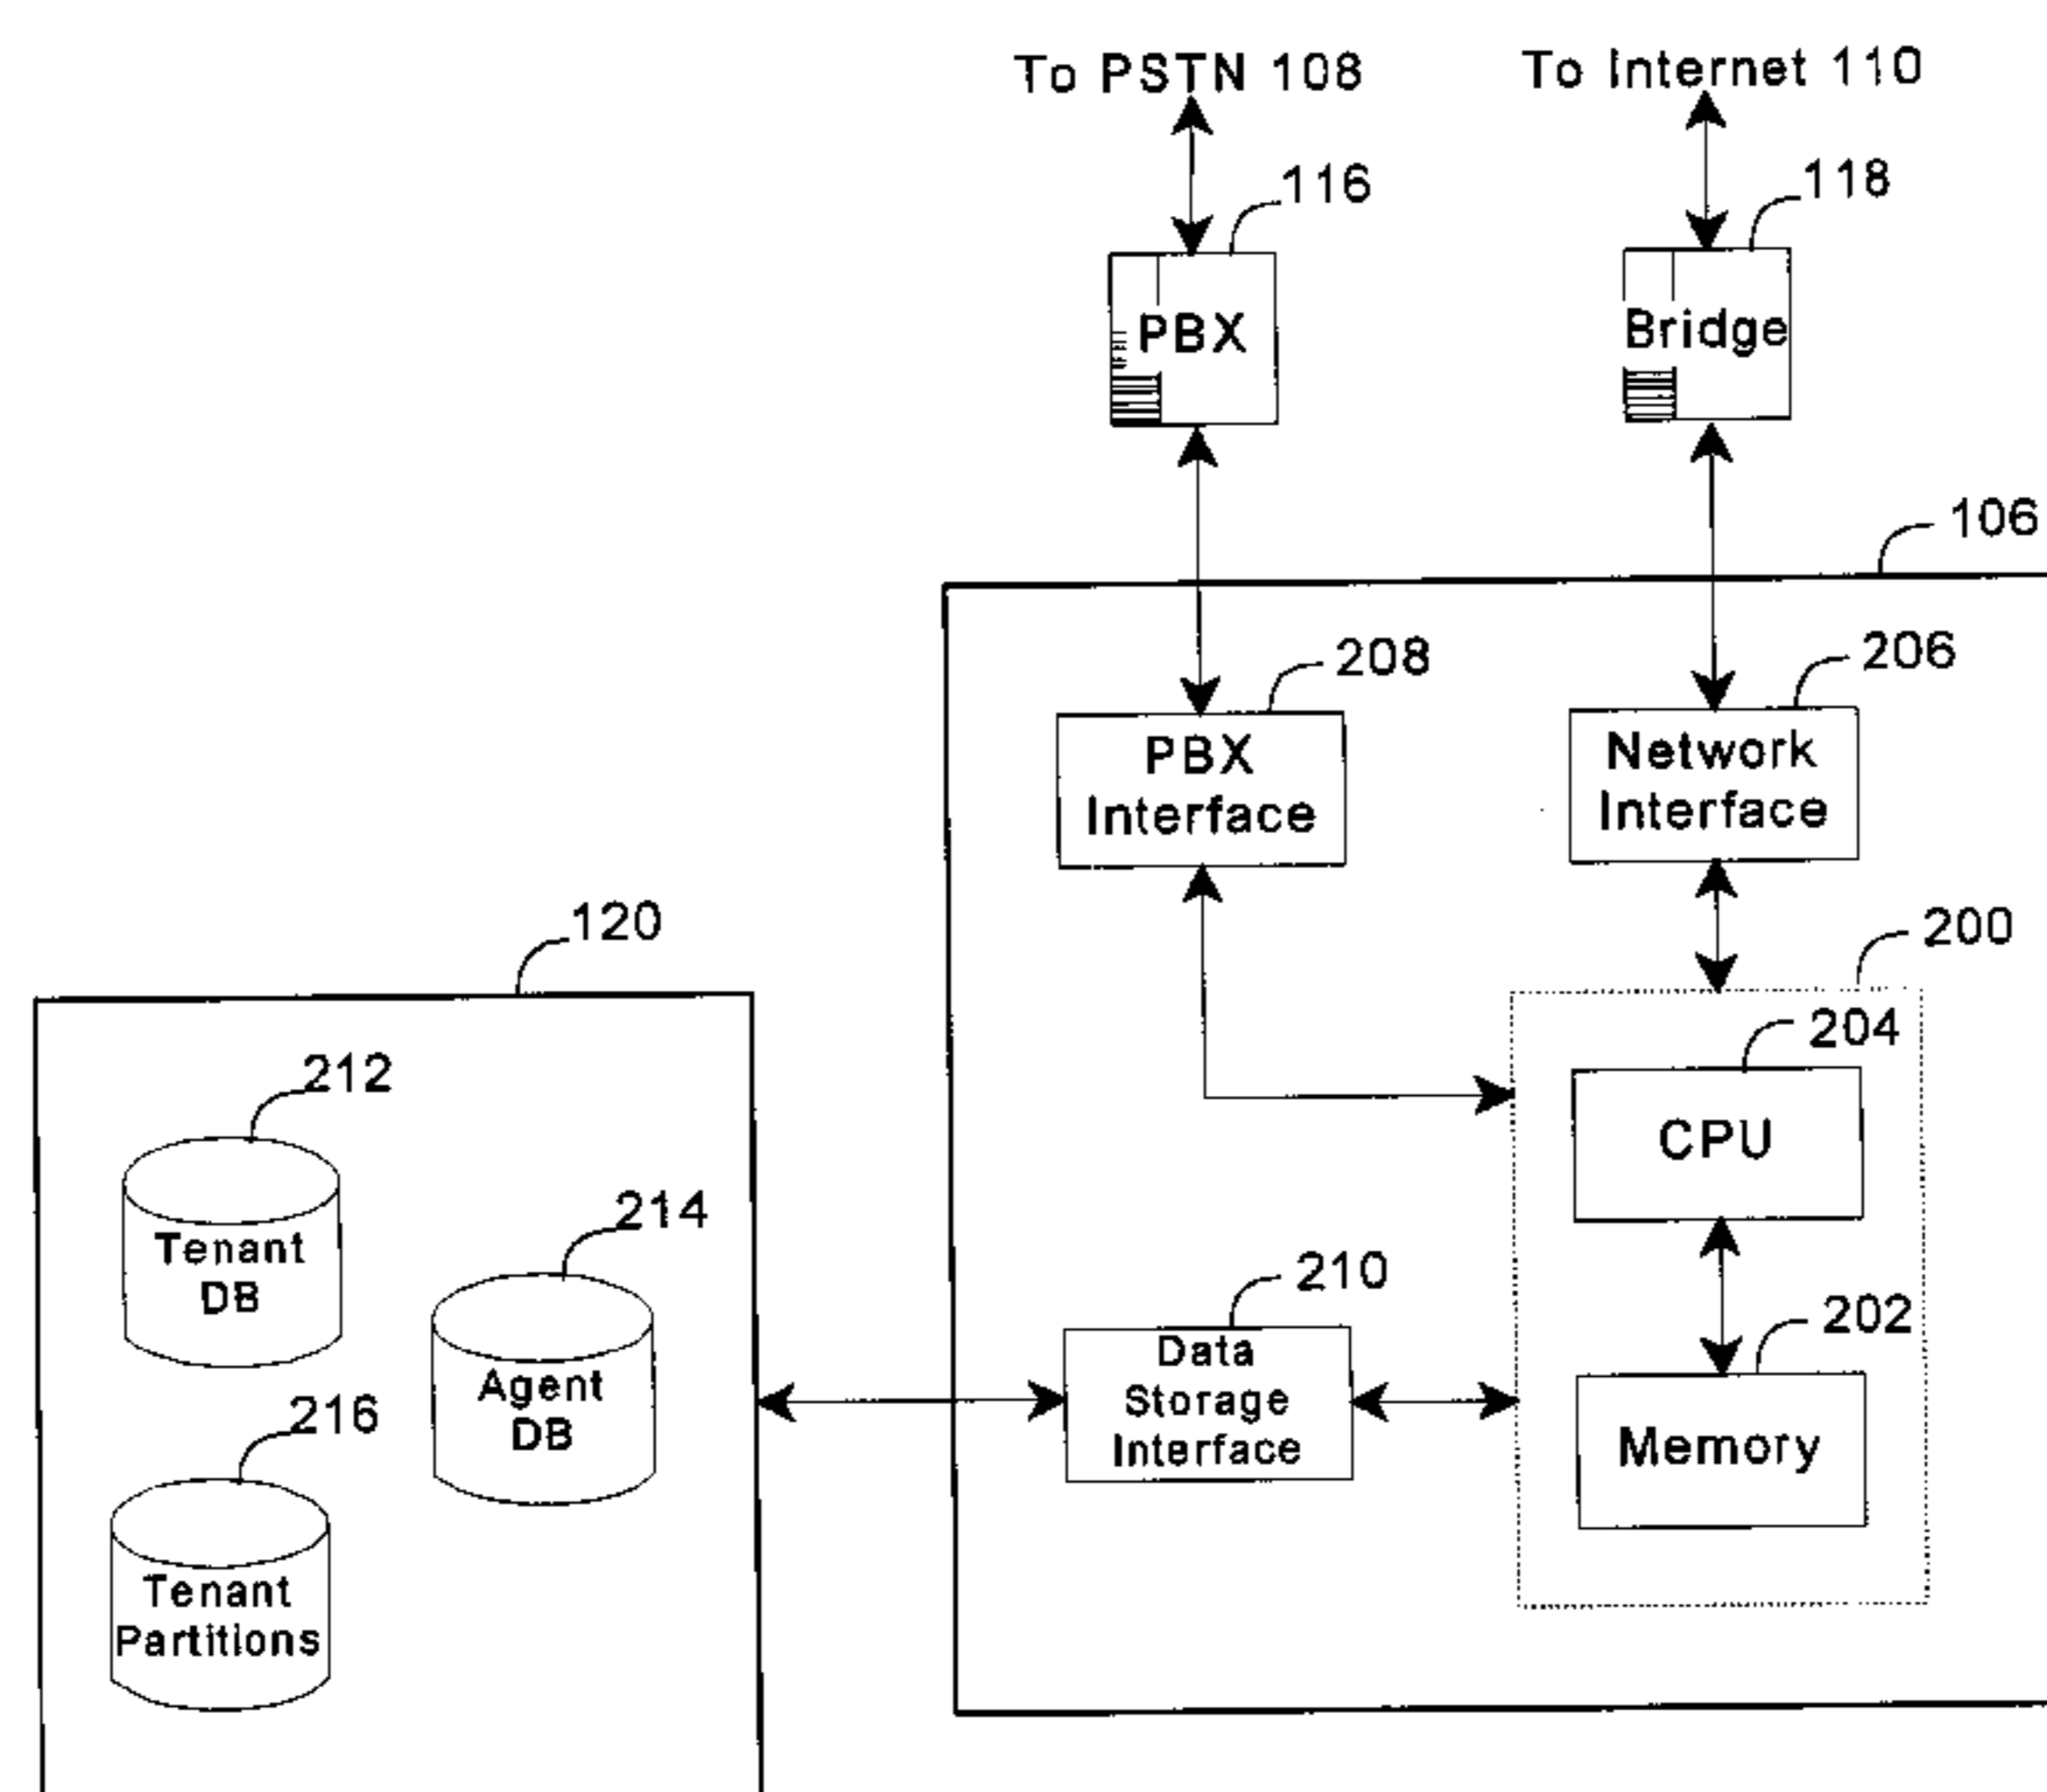 To PSTN 108
To Internet 110
116
118
PBX
Bridge
106
208
206
PBX
Interface
Network
Interface
120
200
204
212
CPU
214
Tenant
DB
210
202
Agent
DB
Data
Storage
Interface
216
Memory
Tenant
Partitions